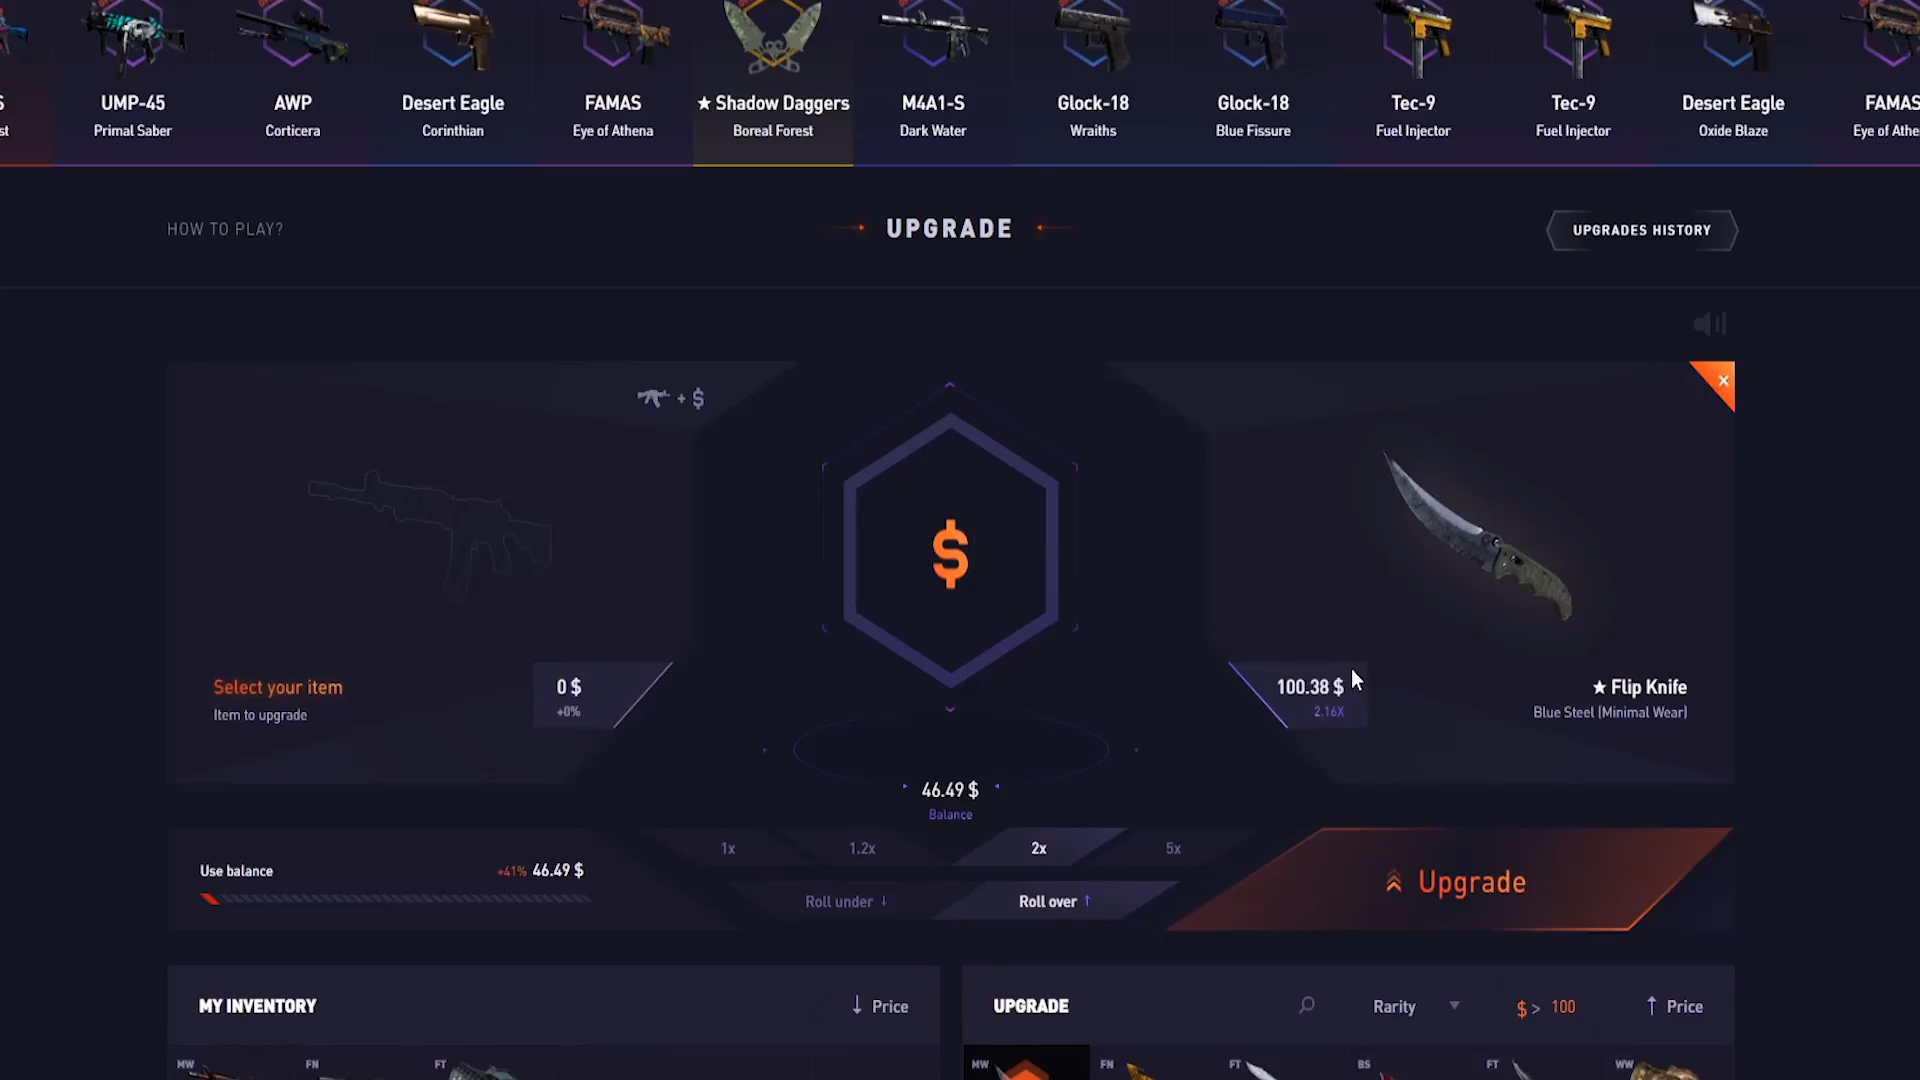 S UMP-45 AWP Desert Eagle FAMAS ★ Shadow Daggers M4A1-S Glock-18 Glock-18 Tec-9 Tec-9 Desert Eagle FAMAS
st Primal Saber Corticera Corinthian Eye of Athena Boreal Forest Dark Water Wraiths Blue Fissure Fuel Injector Fuel Injector Oxide Blaze Eye of Athe
HOW TO PLAY? UPGRADE UPGRADES HISTORY
+ $
$
Select your item 0 $ 100.38 $ ★ Flip Knife
Item to upgrade +0% 2.16X Blue Steel (Minimal Wear)
46.49 $
Balance
Use balance +41% 46.49 $ 1x 1.2x 2x 5x
Upgrade
Roll under ↓ Roll over ↑
MY INVENTORY ↓ Price UPGRADE Rarity $ > 100 ↑ Price
MW FN FT MW FN FT BS FT WW